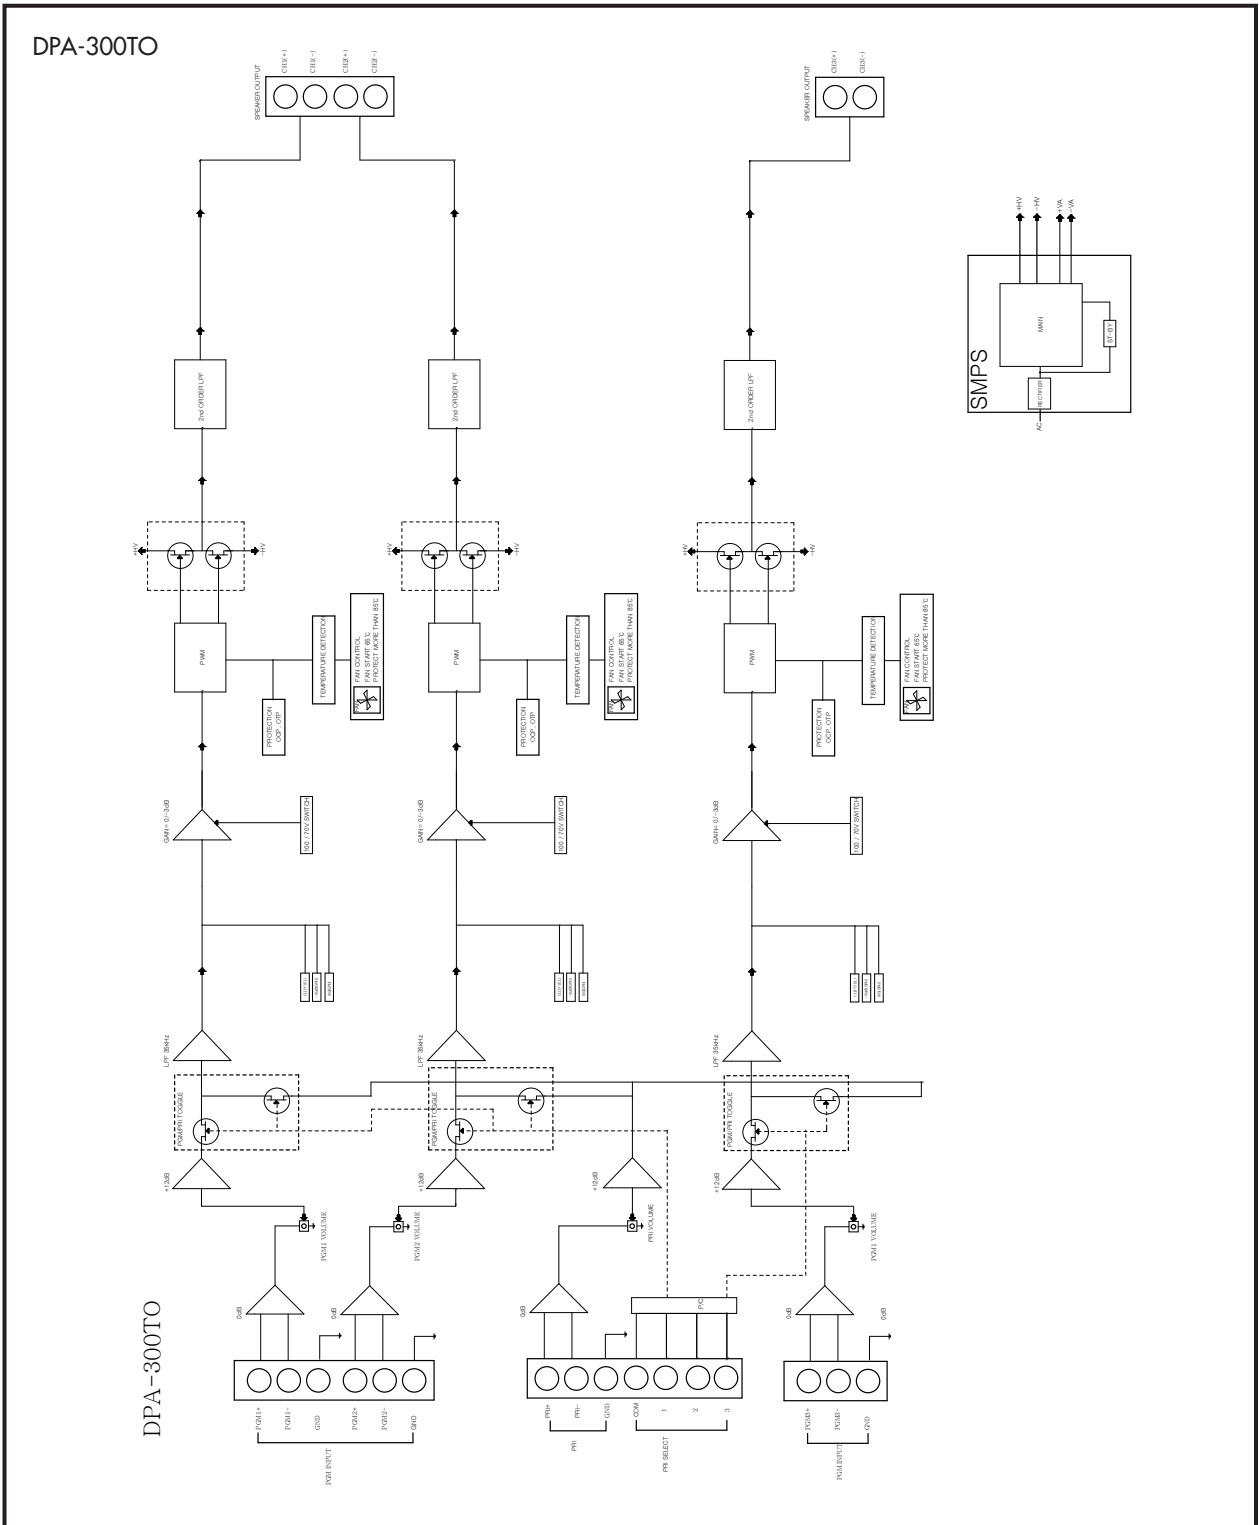 DPA-300TO
SPEAKER OUTPUT
CH1(+)
CH1(-)
CH2(+)
CH2(-)
SPEAKER OUTPUT
CH3(+)
CH3(-)
+HV
-HV
+VA
-VA
SMPS
MAIN
ST-BY
RECTIFIER
AC
2nd ORDER LPF
2nd ORDER LPF
2nd ORDER LPF
+HV
-HV
+HV
-HV
+HV
-HV
PWM
PROTECTION
OCP, OTP
TEMPERATURE DETECTION
FAN
FAN CONTROL
FAN START 65℃
PROTECT MORE THAN 85℃
PWM
PROTECTION
OCP, OTP
TEMPERATURE DETECTION
FAN
FAN CONTROL
FAN START 65℃
PROTECT MORE THAN 85℃
PWM
PROTECTION
OCP, OTP
TEMPERATURE DETECTION
FAN
FAN CONTROL
FAN START 65℃
PROTECT MORE THAN 85℃
GAIN= 0/-3dB
100 / 70V SWITCH
GAIN= 0/-3dB
100 / 70V SWITCH
GAIN= 0/-3dB
100 / 70V SWITCH
LPF 35kHz
LPF 35kHz
LPF 35kHz
PGM/PRI TOGGLE
PGM/PRI TOGGLE
PGM/PRI TOGGLE
+12dB
+12dB
+12dB
+12dB
PGM1 VOLUME
PGM2 VOLUME
PRI VOLUME
PGM1 VOLUME
0dB
0dB
0dB
P/C
0dB
0dB
DPA-300TO
PGM1+
PGM1-
GND
PGM2+
PGM2-
GND
PGM INPUT
PRI+
PRI-
GND
PRI
COM
1
2
3
PRI SELECT
PGM3+
PGM3-
GND
PGM INPUT